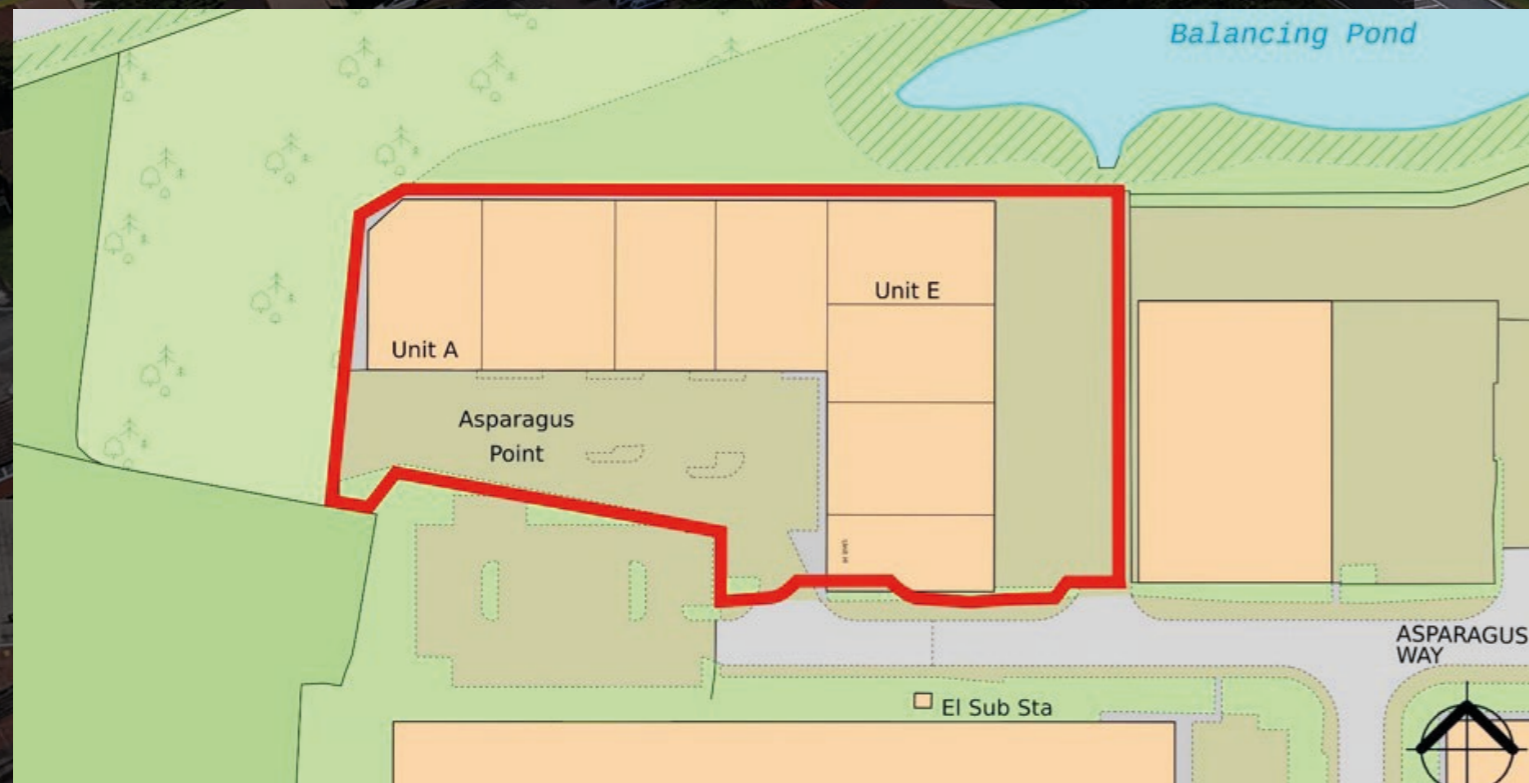 Balancing Pond
Unit E
Unit A
Asparagus
Point
ASPARAGUS
WAY
El Sub Sta